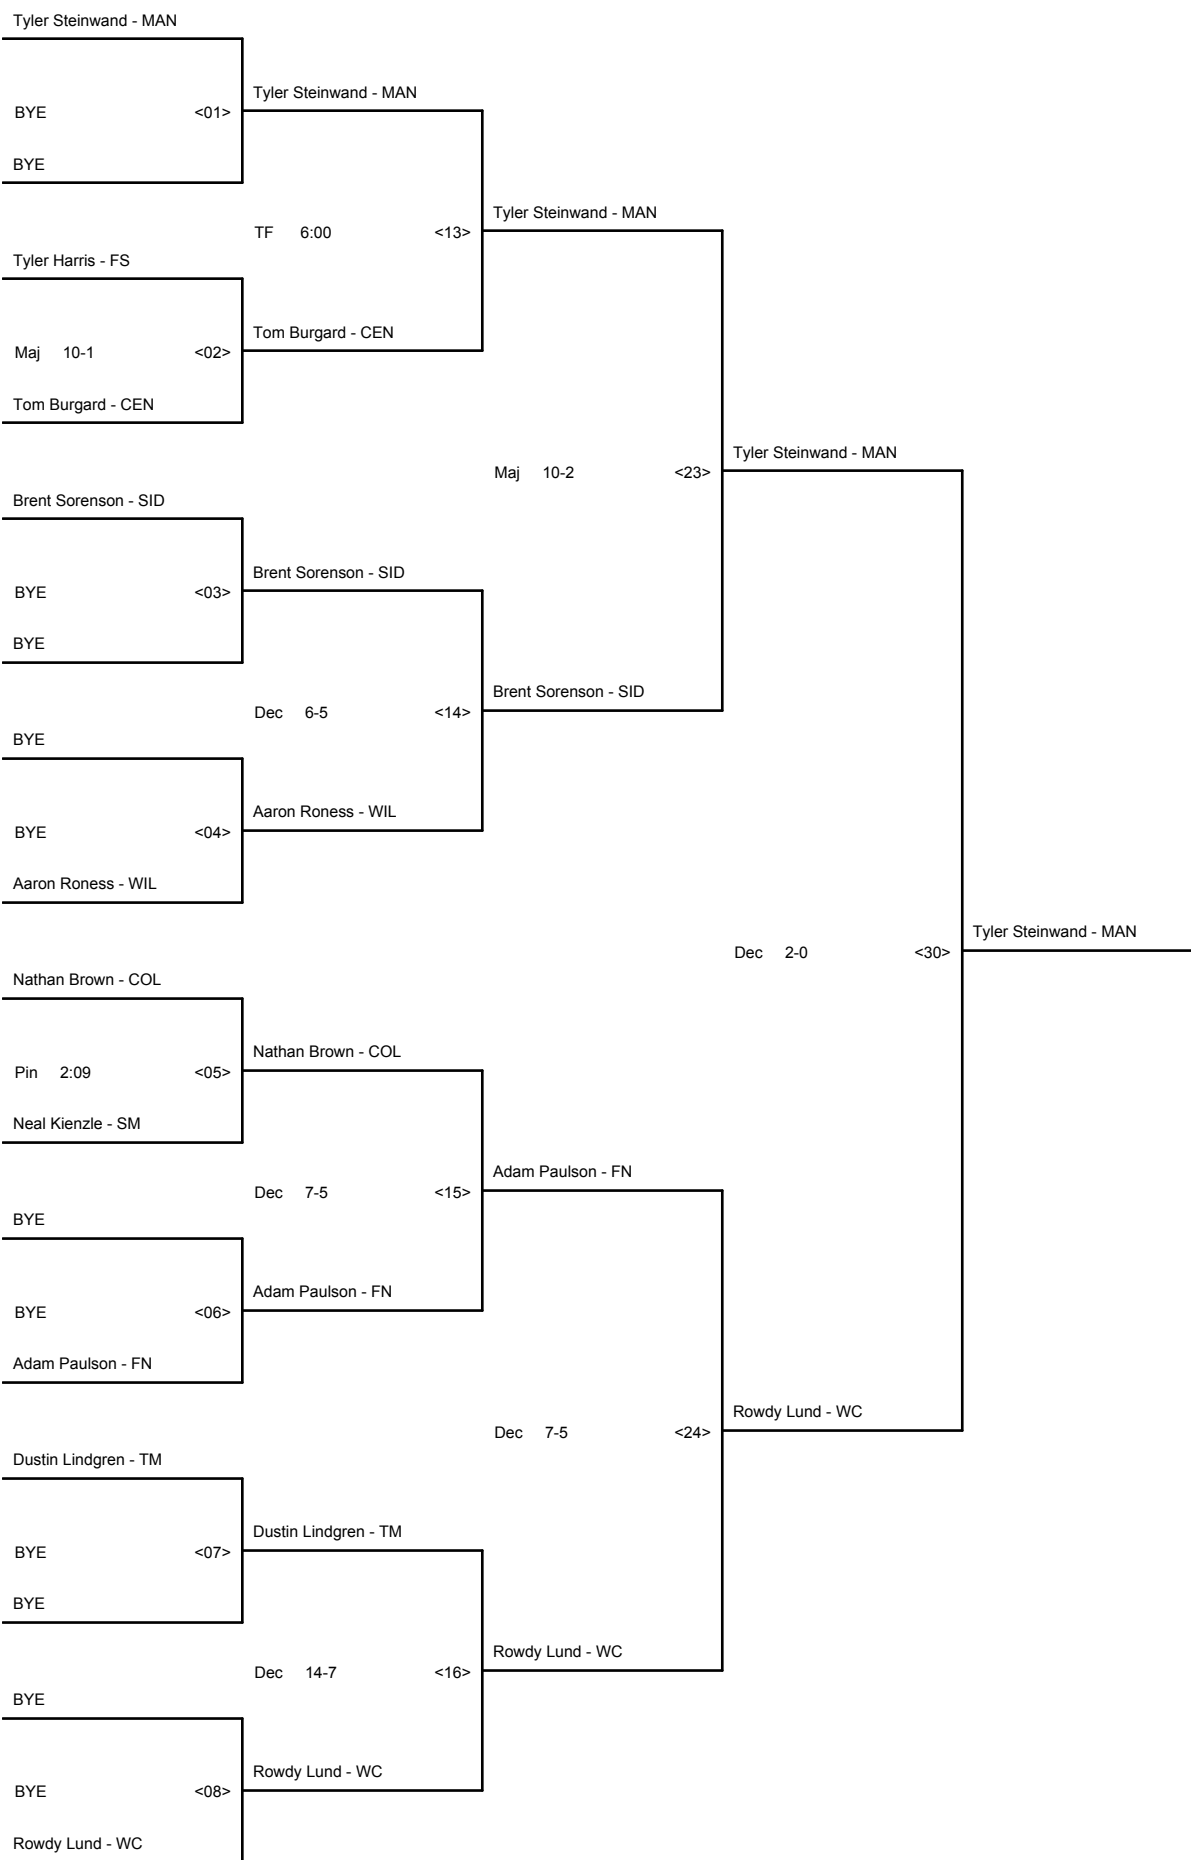 Tyler Steinwand - MAN
Tyler Steinwand - MAN
BYE <01>
BYE
Tyler Steinwand - MAN
TF 6:00 <13>
Tyler Harris - FS
Tom Burgard - CEN
Maj 10-1 <02>
Tom Burgard - CEN
Tyler Steinwand - MAN
Maj 10-2 <23>
Brent Sorenson - SID
Brent Sorenson - SID
BYE <03>
BYE
Brent Sorenson - SID
Dec 6-5 <14>
BYE
Aaron Roness - WIL
BYE <04>
Aaron Roness - WIL
Tyler Steinwand - MAN
Dec 2-0 <30>
Nathan Brown - COL
Nathan Brown - COL
Pin 2:09 <05>
Neal Kienzle - SM
Adam Paulson - FN
Dec 7-5 <15>
BYE
Adam Paulson - FN
BYE <06>
Adam Paulson - FN
Rowdy Lund - WC
Dec 7-5 <24>
Dustin Lindgren - TM
Dustin Lindgren - TM
BYE <07>
BYE
Rowdy Lund - WC
Dec 14-7 <16>
BYE
Rowdy Lund - WC
BYE <08>
Rowdy Lund - WC